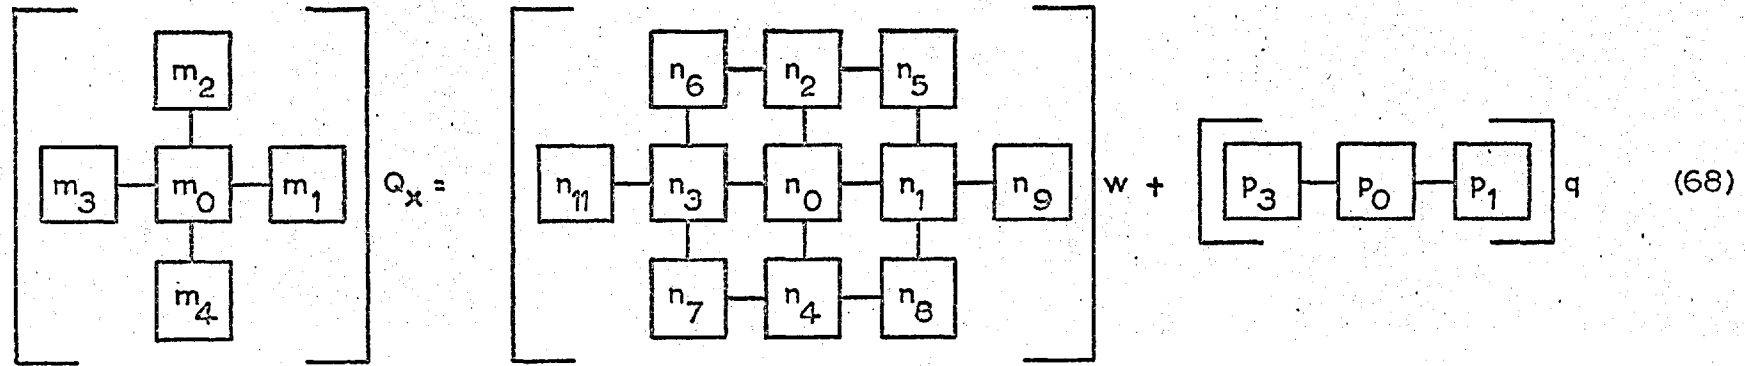 m2
n6 n2 n5
m3 m0 m1 Qx = n11 n3 n0 n1 n9 w + p3 p0 p1 q (68)
m4
n7 n4 n8